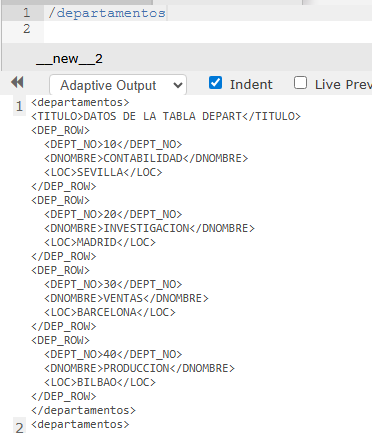 1 /departamentos
2
__new__2
Adaptive Output Indent Live Prev
1 <departamentos>
<TITULO>DATOS DE LA TABLA DEPART</TITULO>
<DEP_ROW>
<DEPT_NO>10</DEPT_NO>
<DNOMBRE>CONTABILIDAD</DNOMBRE>
<LOC>SEVILLA</LOC>
</DEP_ROW>
<DEP_ROW>
<DEPT_NO>20</DEPT_NO>
<DNOMBRE>INVESTIGACION</DNOMBRE>
<LOC>MADRID</LOC>
</DEP_ROW>
<DEP_ROW>
<DEPT_NO>30</DEPT_NO>
<DNOMBRE>VENTAS</DNOMBRE>
<LOC>BARCELONA</LOC>
</DEP_ROW>
<DEP_ROW>
<DEPT_NO>40</DEPT_NO>
<DNOMBRE>PRODUCCION</DNOMBRE>
<LOC>BILBAO</LOC>
</DEP_ROW>
</departamentos>
2 <departamentos>